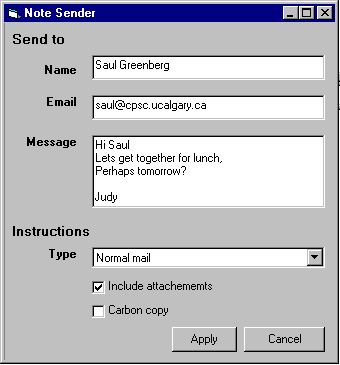 Note Sender
Send to
Name
Saul Greenberg
Email
saul@cpsc.ucalgary.ca
Message
Hi Saul
Lets get together for lunch,
Perhaps tomorrow?
Judy
Instructions
Type
Normal mail
Include attachememts
Carbon copy
Apply
Cancel